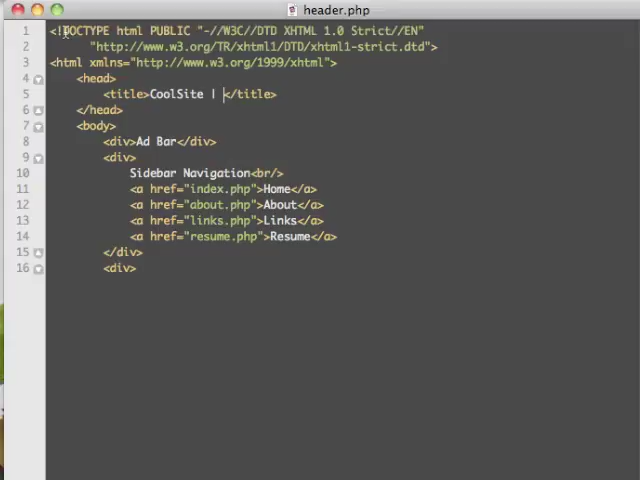 header.php
1 <!DOCTYPE html PUBLIC "-//W3C//DTD XHTML 1.0 Strict//EN"
2 "http://www.w3.org/TR/xhtml1/DTD/xhtml1-strict.dtd">
3 <html xmlns="http://www.w3.org/1999/xhtml">
4 <head>
5 <title>CoolSite | </title>
6 </head>
7 <body>
8 <div>Ad Bar</div>
9 <div>
10 Sidebar Navigation<br/>
11 <a href="index.php">Home</a>
12 <a href="about.php">About</a>
13 <a href="links.php">Links</a>
14 <a href="resume.php">Resume</a>
15 </div>
16 <div>